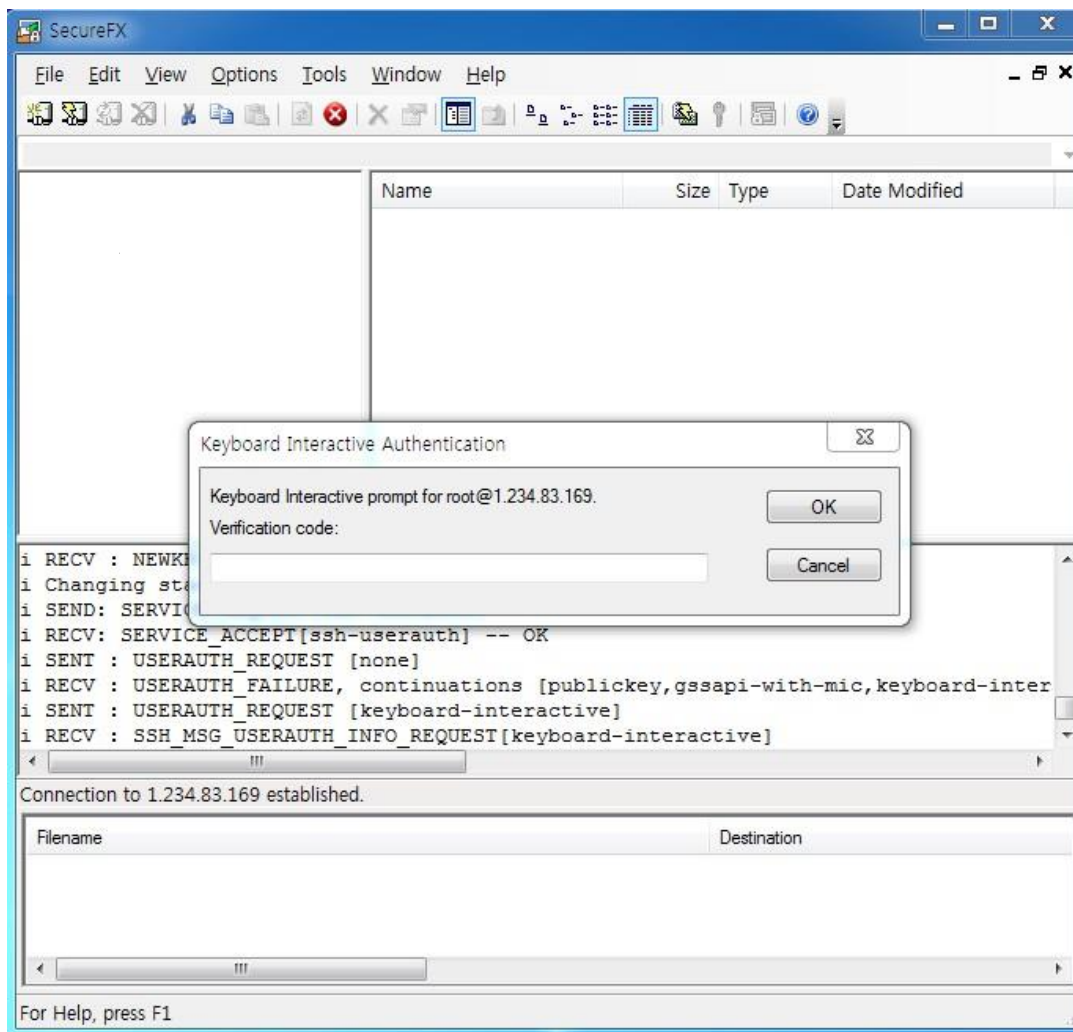 SecureFX
File Edit View Options Tools Window Help
Name Size Type Date Modified
Keyboard Interactive Authentication
Keyboard Interactive prompt for root@1.234.83.169.
OK
Verification code:
Cancel
i RECV : NEWK
i Changing sta
i SEND: SERVIC
i RECV: SERVICE_ACCEPT[ssh-userauth] -- OK
i SENT : USERAUTH_REQUEST [none]
i RECV : USERAUTH_FAILURE, continuations [publickey,gssapi-with-mic,keyboard-inter
i SENT : USERAUTH_REQUEST [keyboard-interactive]
i RECV : SSH_MSG_USERAUTH_INFO_REQUEST[keyboard-interactive]
Connection to 1.234.83.169 established.
Filename Destination
For Help, press F1